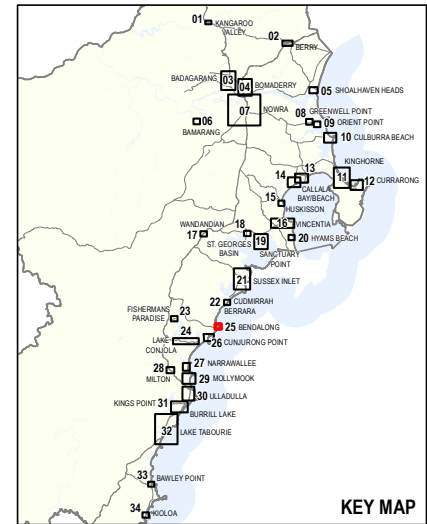 01
KANGAROO
VALLEY
02
BERRY
BADAGARANG
03
04
BOMADERRY
05
SHOALHAVEN HEADS
07
NOWRA
06
BAMARANG
08
GREENWELL POINT
09
ORIENT POINT
10
CULBURRA BEACH
KINGHORNE
11
12
CURRARONG
13
14
CALLALA
BAY/BEACH
15
HUSKISSON
16
VINCENTIA
WANDANDIAN
17
18
ST. GEORGES
BASIN
19
20
HYAMS BEACH
SANCTUARY
POINT
21
SUSSEX INLET
22
CUDMIRRAH
BERRARA
FISHERMANS
PARADISE
23
24
LAKE
CONJOLA
25
BENDALONG
26
CUNJURONG POINT
27
NARRAWALLEE
28
MILTON
29
MOLLYMOOK
30
ULLADULLA
KINGS POINT
31
BURRILL LAKE
32
LAKE TABOURIE
33
BAWLEY POINT
34
KIOLOA
KEY MAP